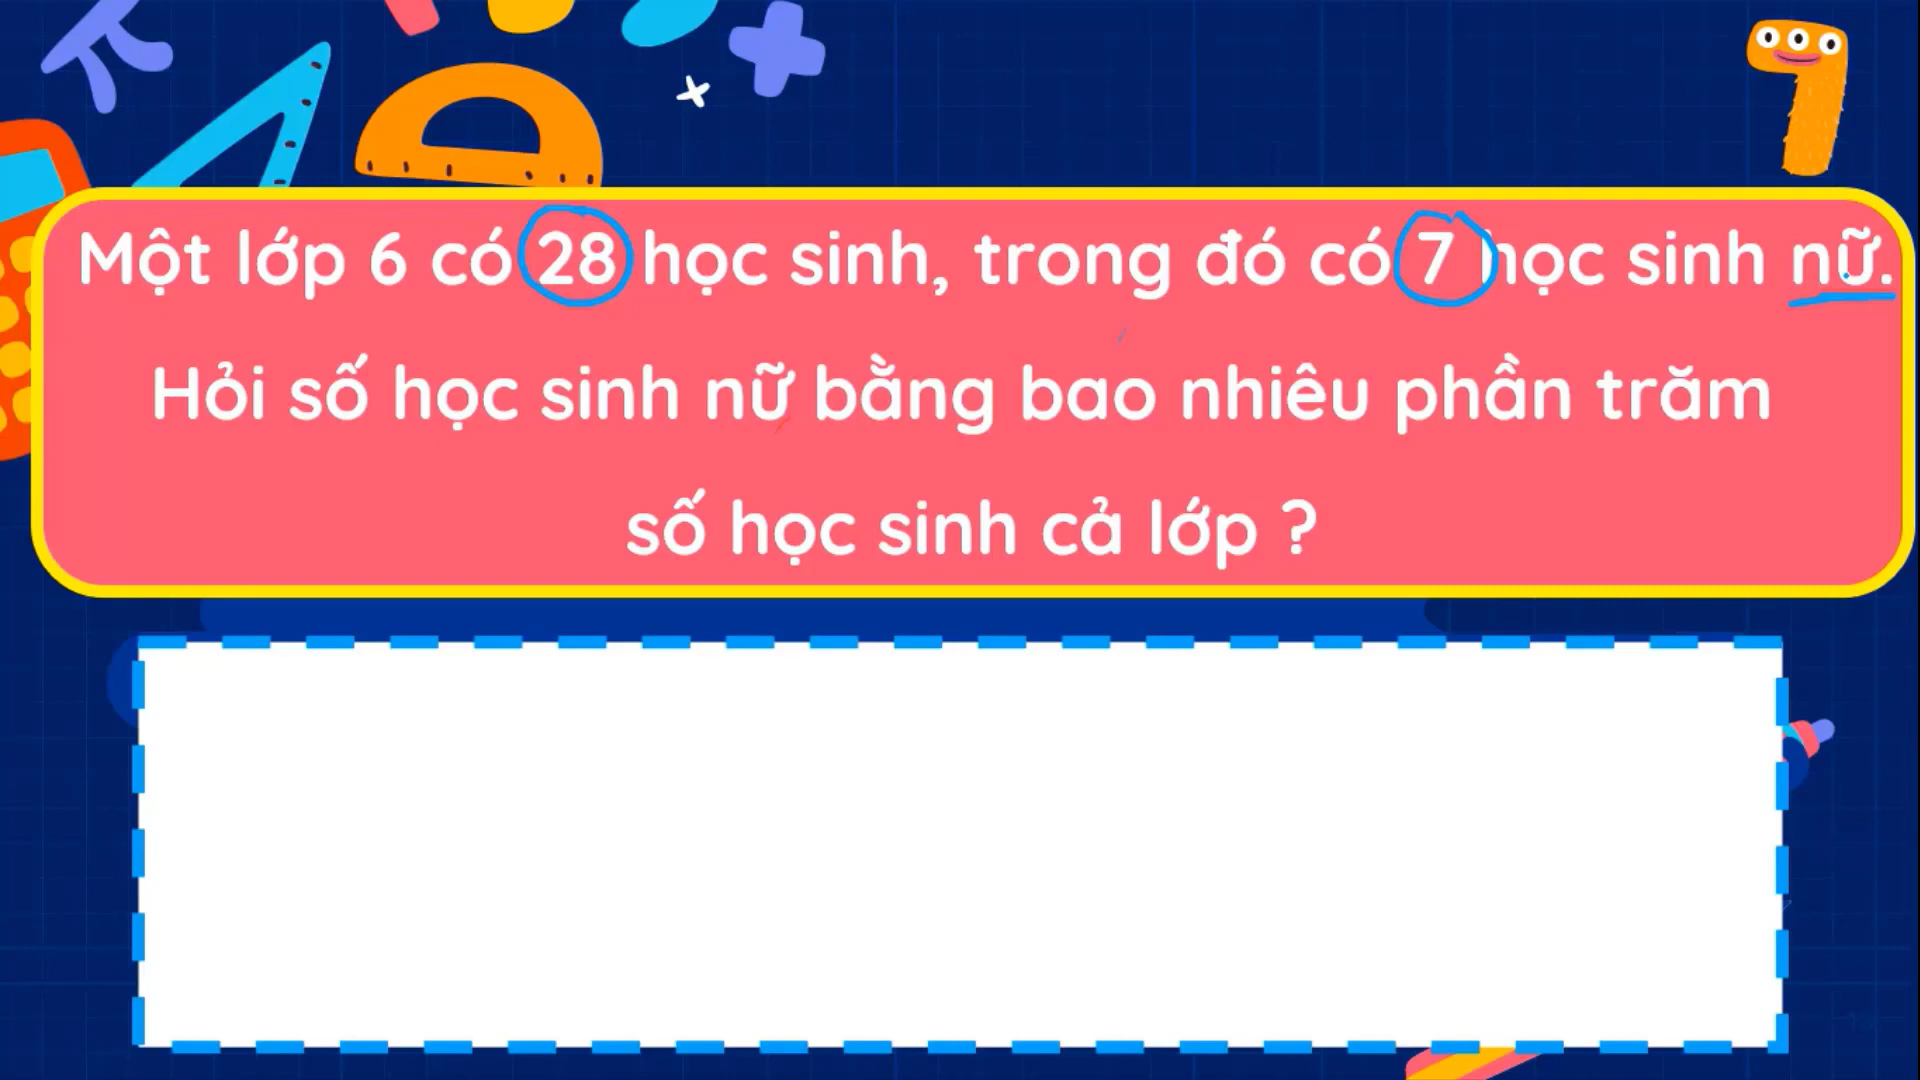 Một lớp 6 có 28 học sinh, trong đó có 7 học sinh nữ.
Hỏi số học sinh nữ bằng bao nhiêu phần trăm
số học sinh cả lớp ?